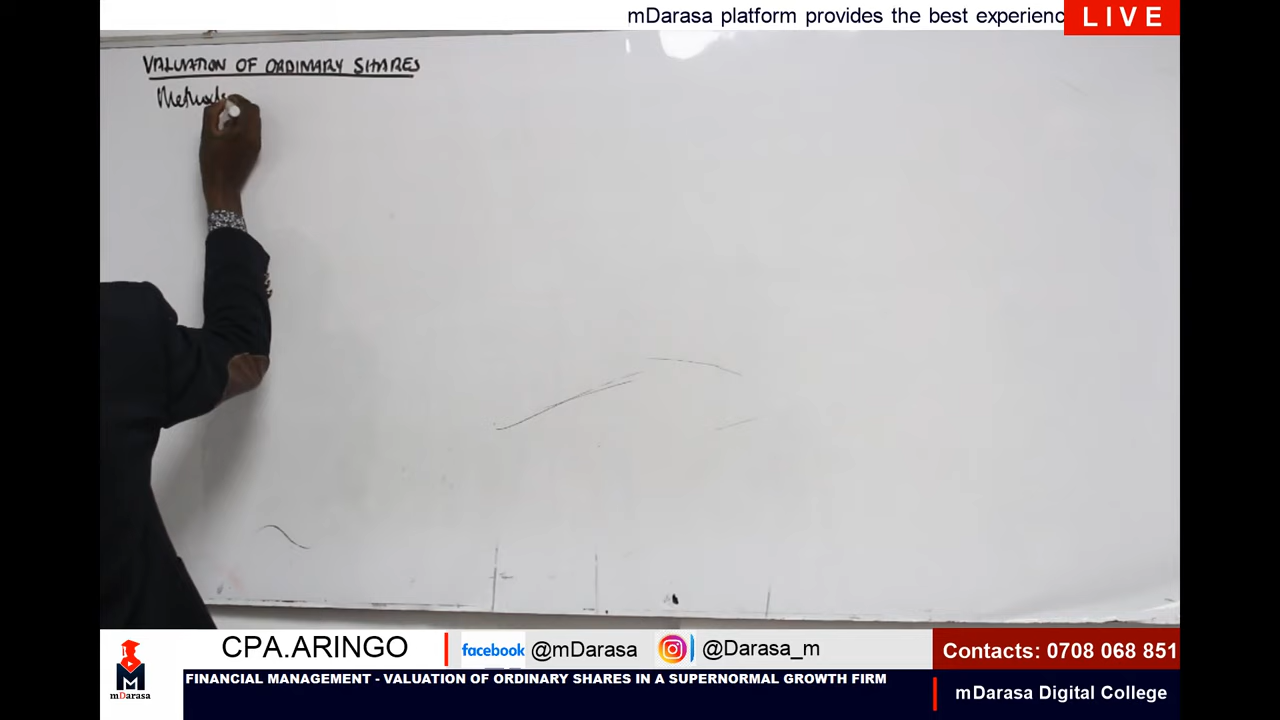 mDarasa platform provides the best experienc
LIVE
VALUATION OF ORDINARY SHARES
Methods
CPA.ARINGO
facebook @mDarasa
@Darasa_m
Contacts: 0708 068 851
M
mDarasa
FINANCIAL MANAGEMENT - VALUATION OF ORDINARY SHARES IN A SUPERNORMAL GROWTH FIRM
mDarasa Digital College